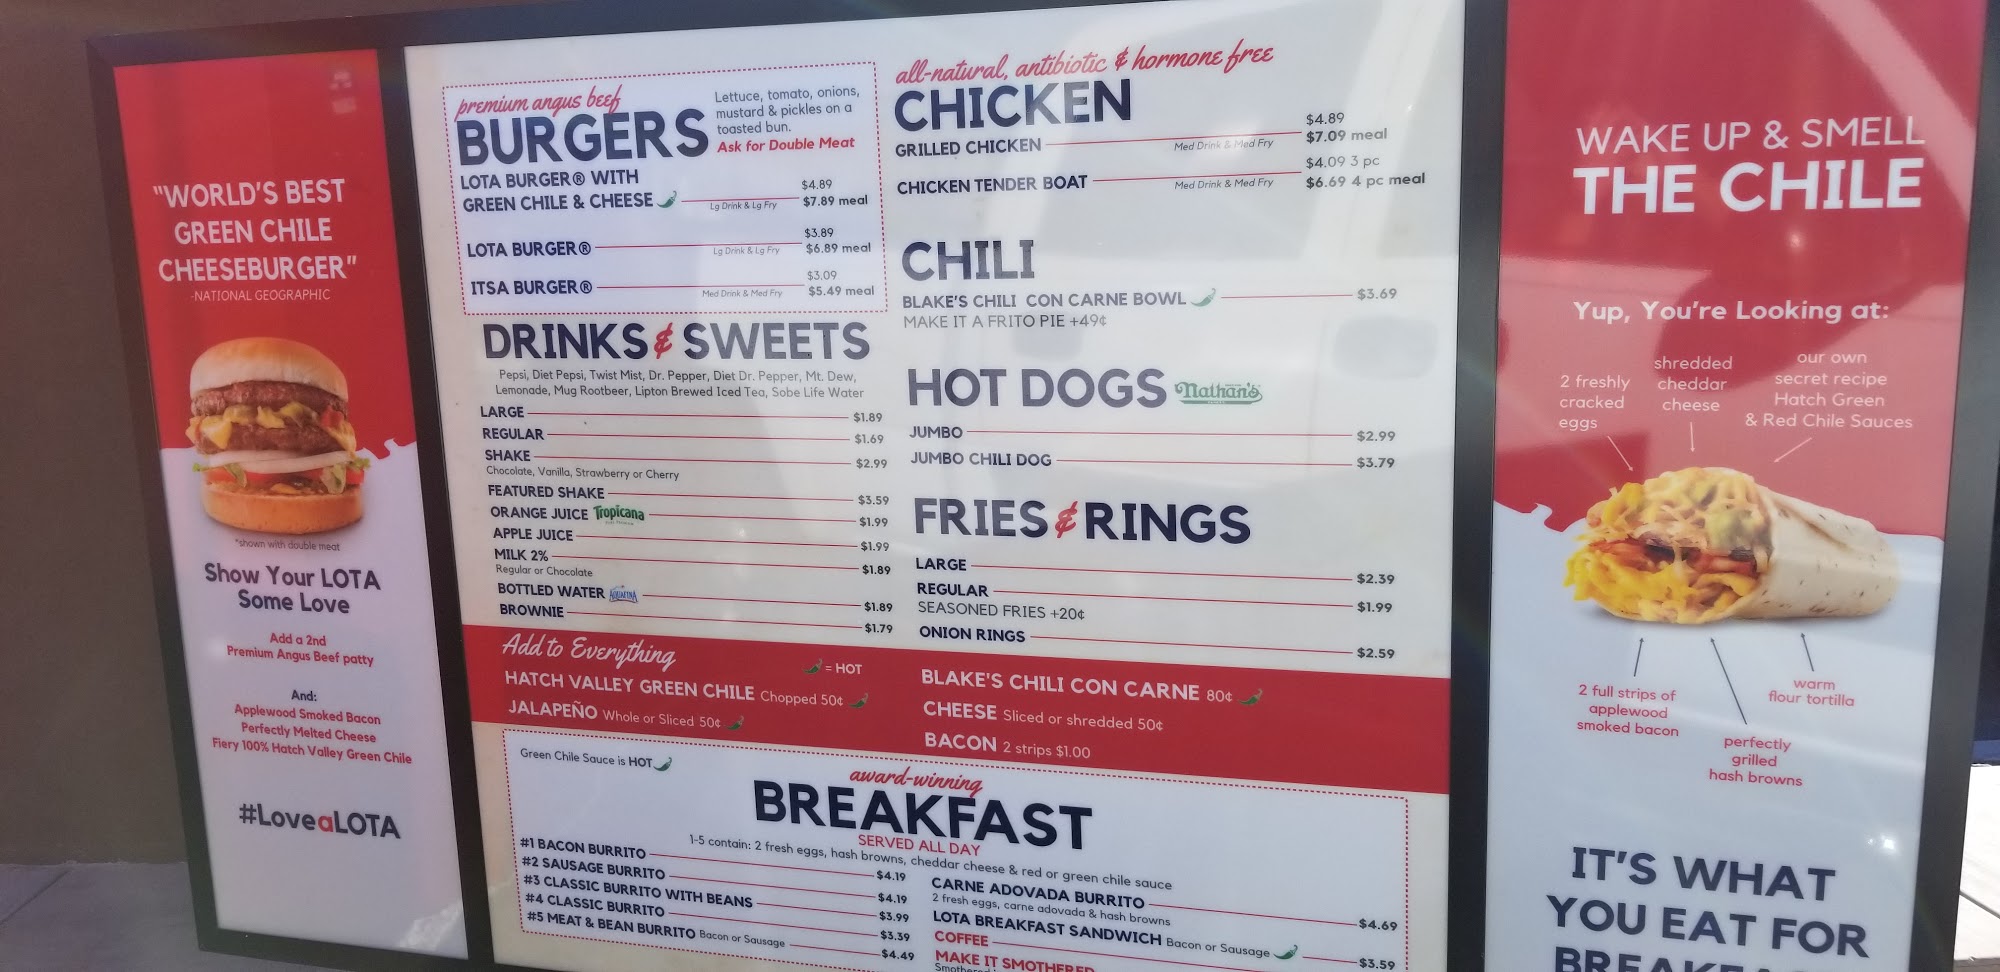 "WORLD'S BEST
GREEN CHILE
CHEESEBURGER"
-NATIONAL GEOGRAPHIC
*shown with double meat
Show Your LOTA
Some Love
Add a 2nd
Premium Angus Beef patty
And:
Applewood Smoked Bacon
Perfectly Melted Cheese
Fiery 100% Hatch Valley Green Chile
#LoveaLOTA
premium angus beef
BURGERS
Lettuce, tomato, onions,
mustard & pickles on a
toasted bun.
Ask for Double Meat
LOTA BURGER® WITH
GREEN CHILE & CHEESE Lg Drink & Lg Fry $4.89
$7.89 meal
LOTA BURGER® Lg Drink & Lg Fry $3.89
$6.89 meal
ITSA BURGER® Med Drink & Med Fry $3.09
$5.49 meal
DRINKS & SWEETS
Pepsi, Diet Pepsi, Twist Mist, Dr. Pepper, Diet Dr. Pepper, Mt. Dew,
Lemonade, Mug Rootbeer, Lipton Brewed Iced Tea, Sobe Life Water
LARGE $1.89
REGULAR $1.69
SHAKE $2.99
Chocolate, Vanilla, Strawberry or Cherry
FEATURED SHAKE $3.59
ORANGE JUICE Tropicana $1.99
APPLE JUICE $1.99
MILK 2% $1.89
Regular or Chocolate
BOTTLED WATER AQUAFINA $1.89
BROWNIE $1.79
all-natural, antibiotic & hormone free
CHICKEN
GRILLED CHICKEN Med Drink & Med Fry $4.89
$7.09 meal
CHICKEN TENDER BOAT Med Drink & Med Fry $4.09 3 pc
$6.69 4 pc meal
CHILI
BLAKE'S CHILI CON CARNE BOWL $3.69
MAKE IT A FRITO PIE +49¢
HOT DOGS Nathan's
JUMBO $2.99
JUMBO CHILI DOG $3.79
FRIES & RINGS
LARGE $2.39
REGULAR $1.99
SEASONED FRIES +20¢
ONION RINGS $2.59
Add to Everything
= HOT
HATCH VALLEY GREEN CHILE Chopped 50¢
JALAPEÑO Whole or Sliced 50¢
BLAKE'S CHILI CON CARNE 80¢
CHEESE Sliced or shredded 50¢
BACON 2 strips $1.00
Green Chile Sauce is HOT
award-winning
BREAKFAST
SERVED ALL DAY
1-5 contain: 2 fresh eggs, hash browns, cheddar cheese & red or green chile sauce
#1 BACON BURRITO $4.19
#2 SAUSAGE BURRITO $4.19
#3 CLASSIC BURRITO WITH BEANS $3.99
#4 CLASSIC BURRITO $3.39
#5 MEAT & BEAN BURRITO Bacon or Sausage $4.49
CARNE ADOVADA BURRITO $4.69
2 fresh eggs, carne adovada & hash browns
LOTA BREAKFAST SANDWICH Bacon or Sausage $3.59
COFFEE
MAKE IT SMOTHERED
Smothered
WAKE UP & SMELL
THE CHILE
Yup, You're Looking at:
2 freshly
cracked
eggs
shredded
cheddar
cheese
our own
secret recipe
Hatch Green
& Red Chile Sauces
2 full strips of
applewood
smoked bacon
perfectly
grilled
hash browns
warm
flour tortilla
IT'S WHAT
YOU EAT FOR